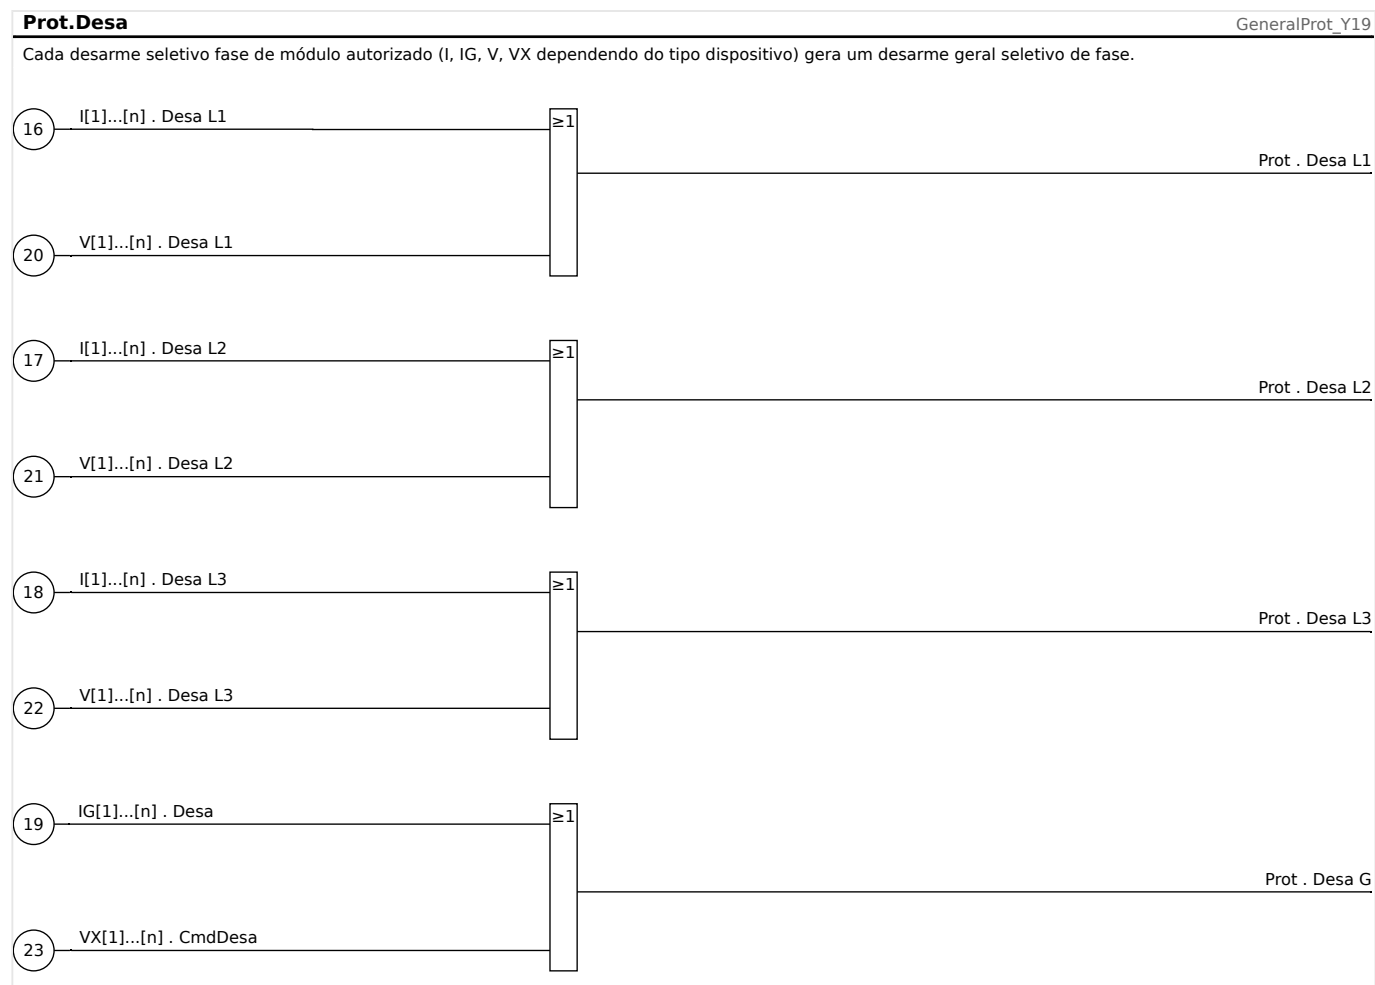 Prot.Desa
GeneralProt_Y19
Cada desarme seletivo fase de módulo autorizado (I, IG, V, VX dependendo do tipo dispositivo) gera um desarme geral seletivo de fase.
16
I[1]...[n] . Desa L1
≥1
Prot . Desa L1
20
V[1]...[n] . Desa L1
17
I[1]...[n] . Desa L2
≥1
Prot . Desa L2
21
V[1]...[n] . Desa L2
18
I[1]...[n] . Desa L3
≥1
Prot . Desa L3
22
V[1]...[n] . Desa L3
19
IG[1]...[n] . Desa
≥1
Prot . Desa G
23
VX[1]...[n] . CmdDesa